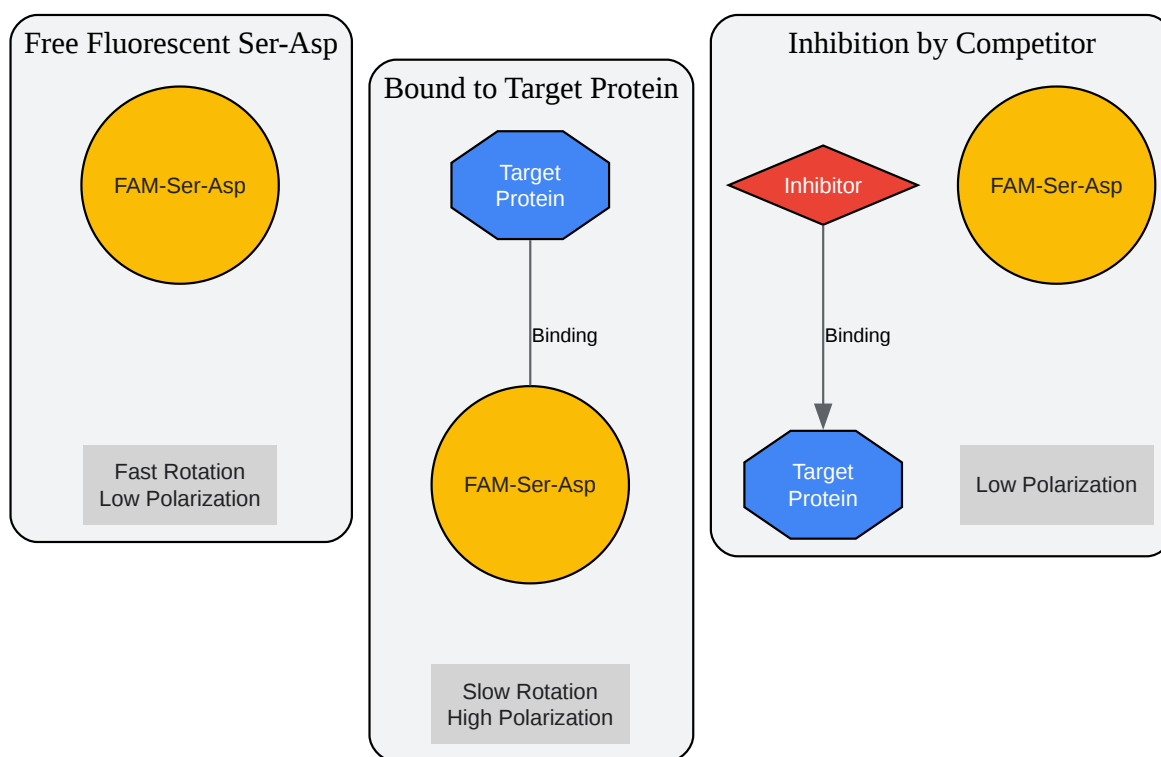 Free Fluorescent Ser-Asp
FAM-Ser-Asp
Fast Rotation
Low Polarization
Bound to Target Protein
Target
Protein
Binding
FAM-Ser-Asp
Slow Rotation
High Polarization
Inhibition by Competitor
Inhibitor
FAM-Ser-Asp
Binding
Target
Protein
Low Polarization